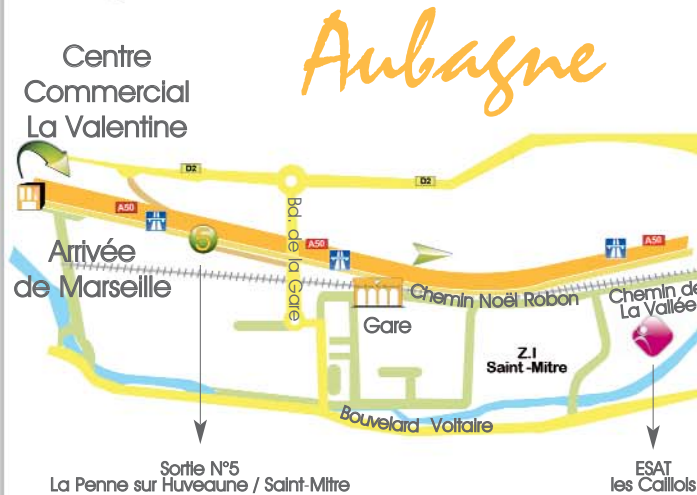 Aubagne
Centre
Commercial
La Valentine
D2
D2
A50
5
Bd. de la Gare
A50
A50
Arrivée
de Marseille
Chemin Noël Robon
Chemin de
La Vallée
Gare
Z.I
Saint-Mitre
Bouvelard Voltaire
Sortie N°5
La Penne sur Huveaune / Saint-Mitre
ESAT
les Caillols